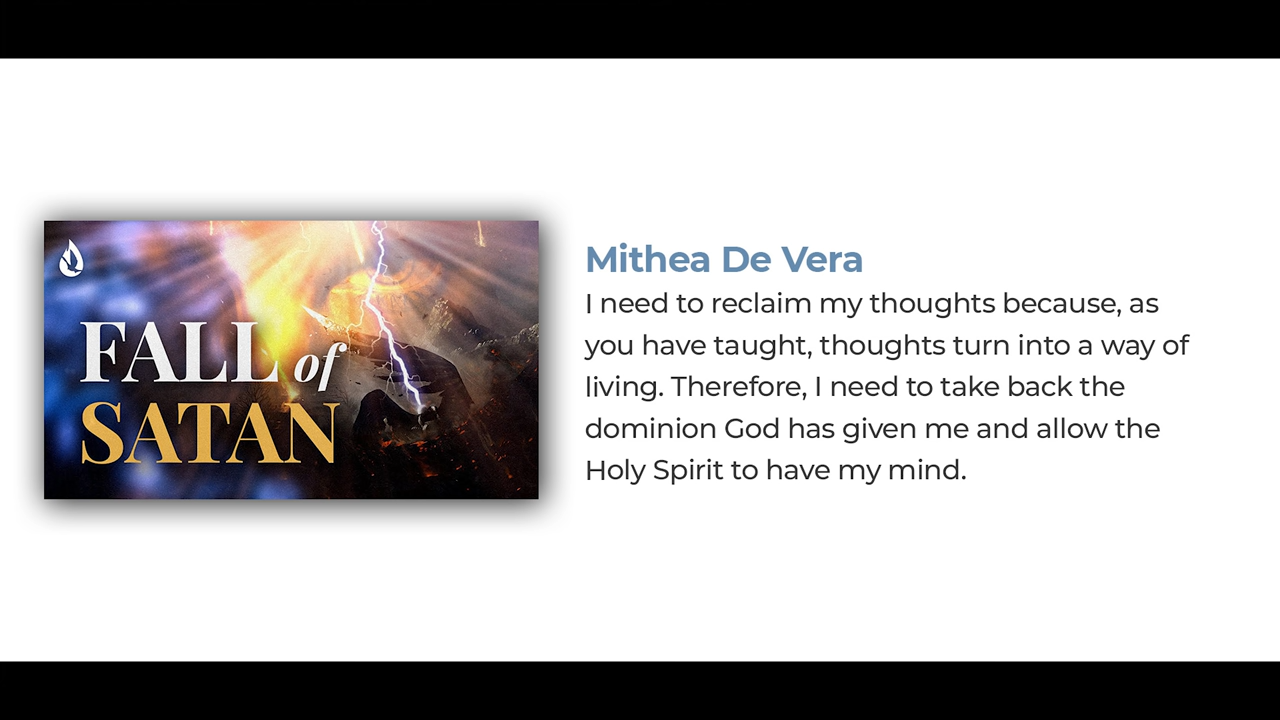 FALL of
SATAN
Mithea De Vera
I need to reclaim my thoughts because, as
you have taught, thoughts turn into a way of
living. Therefore, I need to take back the
dominion God has given me and allow the
Holy Spirit to have my mind.